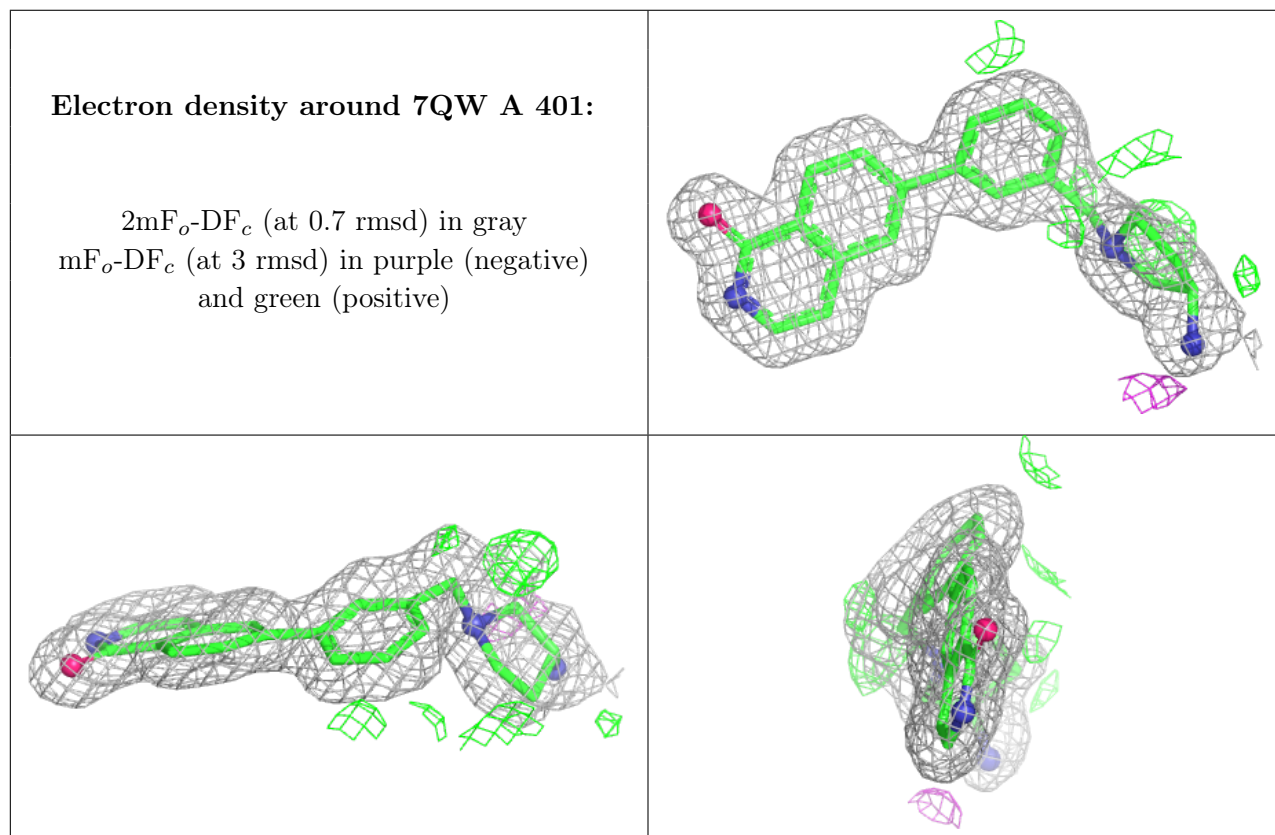 Electron density around 7QW A 401:
2mFo-DFc (at 0.7 rmsd) in gray
mFo-DFc (at 3 rmsd) in purple (negative)
and green (positive)